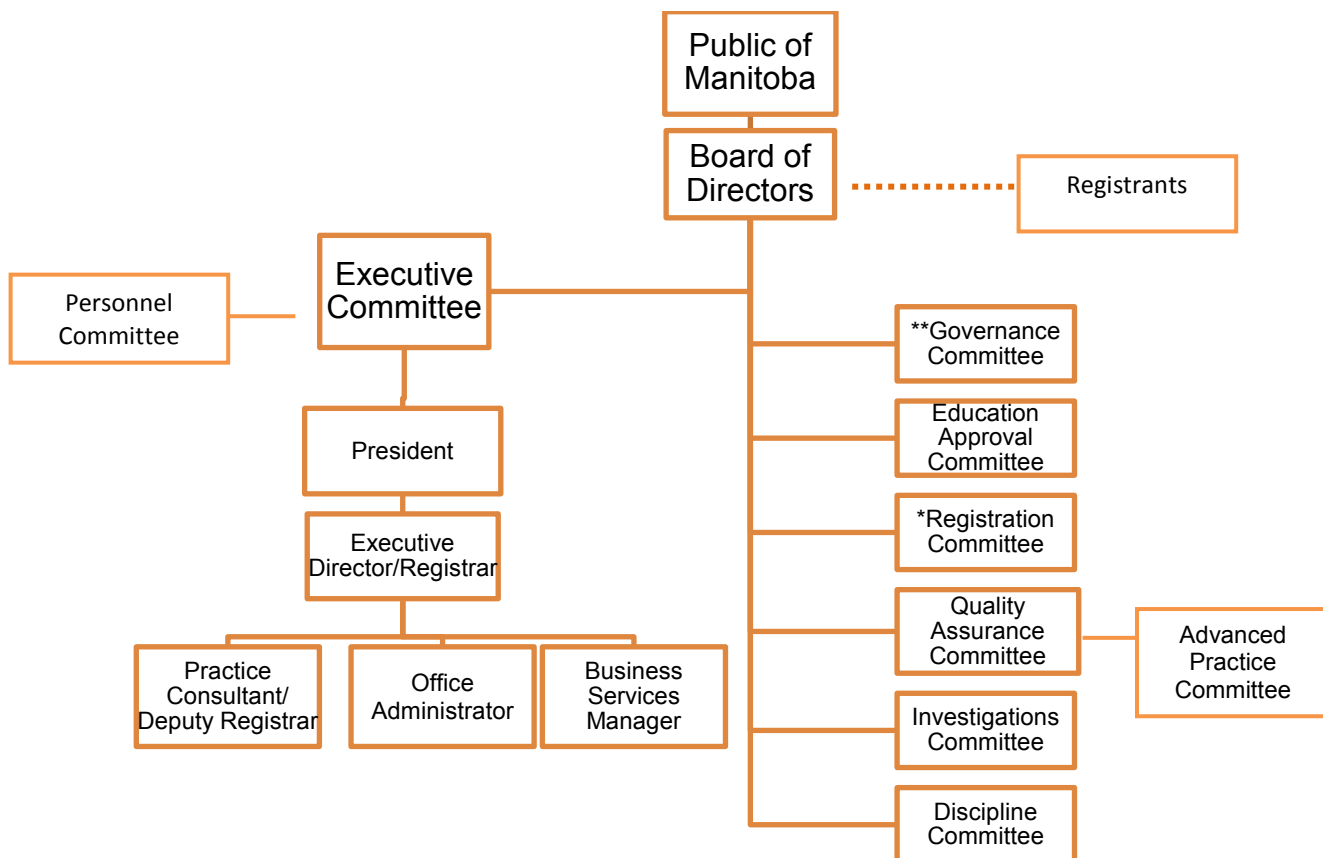 Public of
Manitoba
Board of
Directors
Registrants
Executive
Committee
Personnel
Committee
**Governance
Committee
Education
Approval
Committee
President
*Registration
Committee
Executive
Director/Registrar
Quality
Assurance
Committee
Advanced
Practice
Committee
Practice
Consultant/
Deputy Registrar
Office
Administrator
Business
Services
Manager
Investigations
Committee
Discipline
Committee